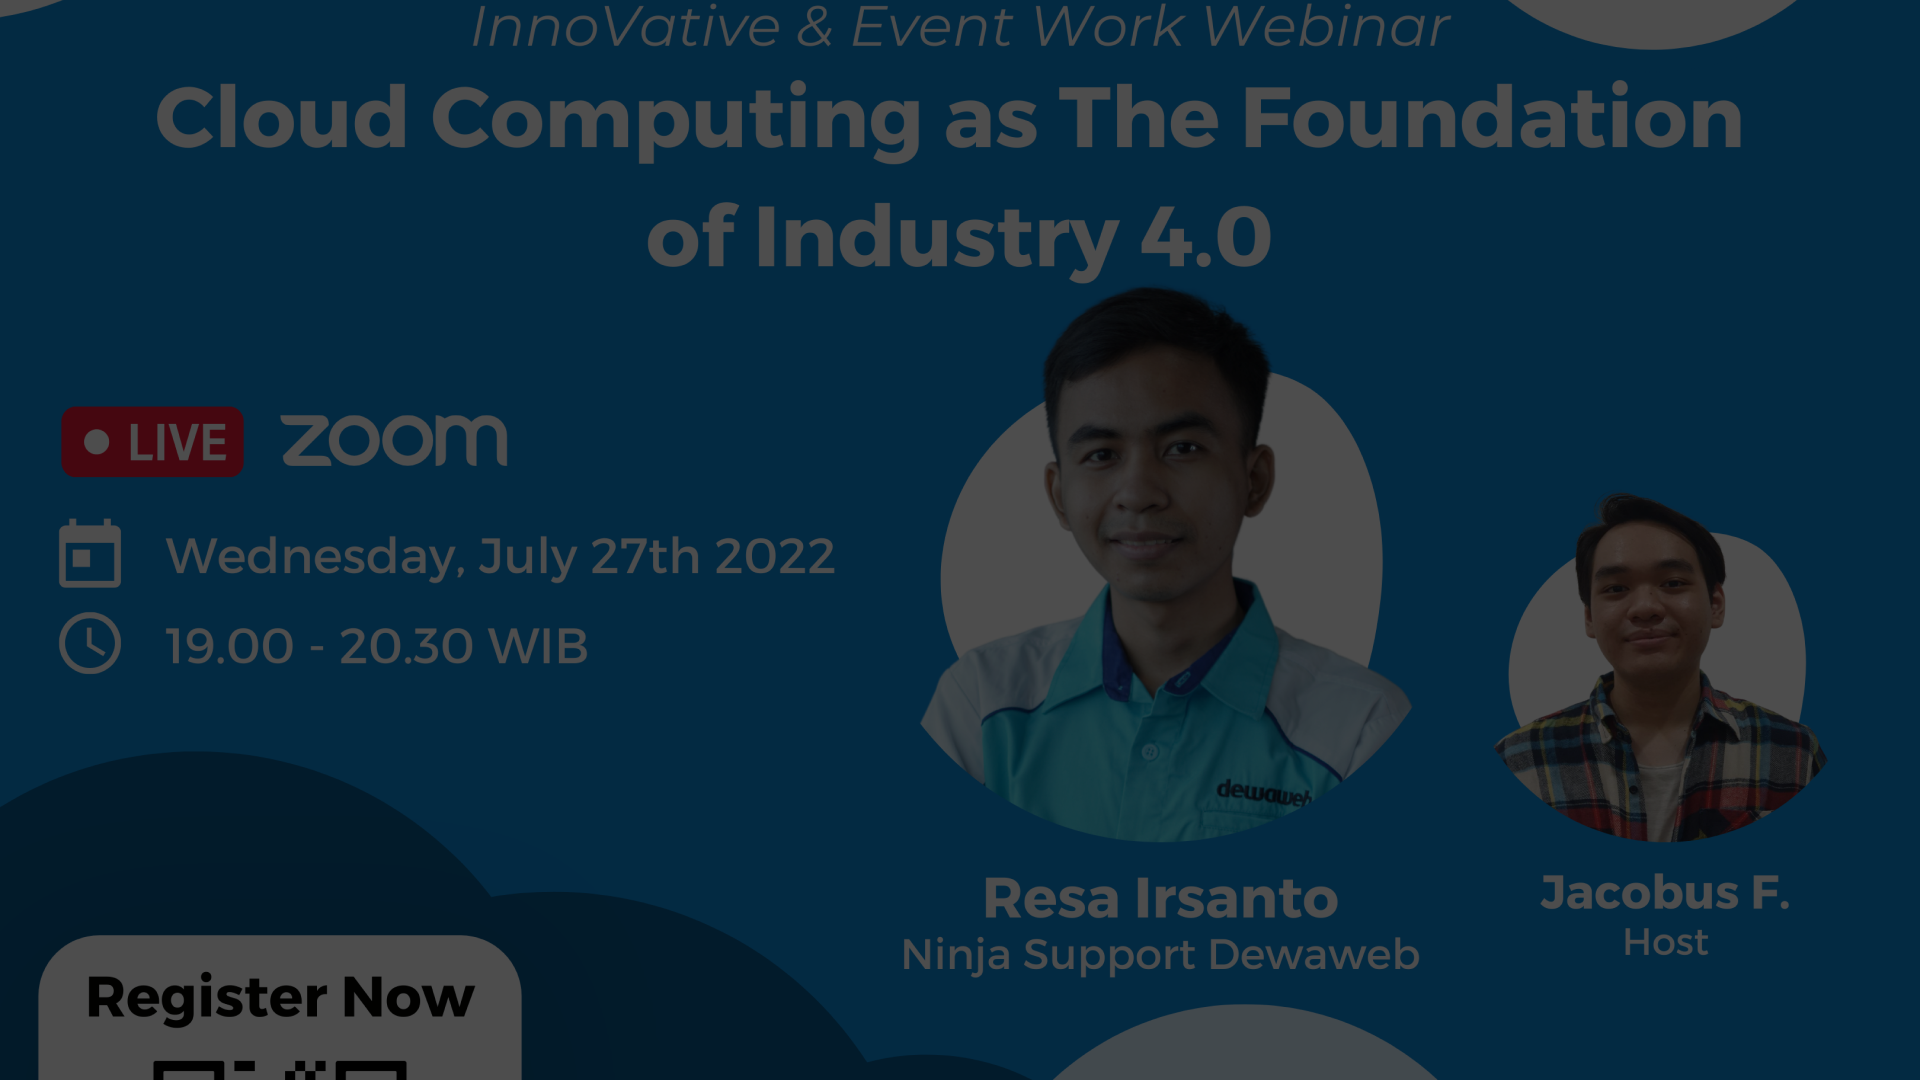 InnoVative & Event Work Webinar
Cloud Computing as The Foundation
of Industry 4.0
LIVE zoom
Wednesday, July 27th 2022
19.00 - 20.30 WIB
dewaweb
Resa Irsanto
Ninja Support Dewaweb
Jacobus F.
Host
Register Now